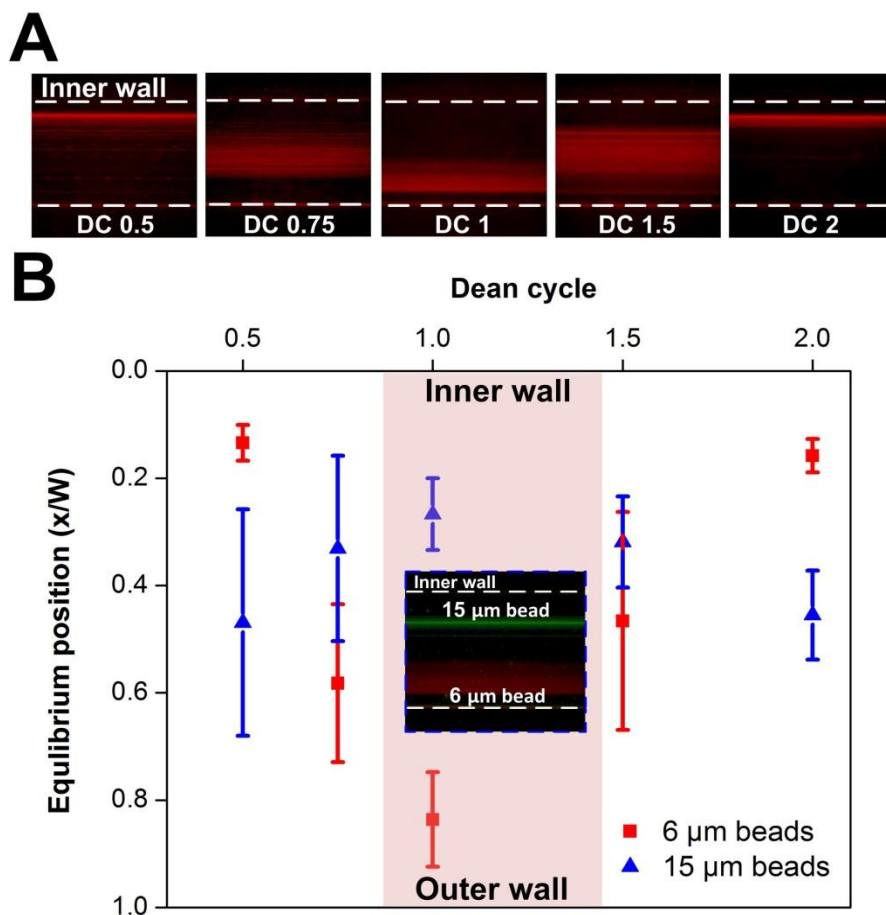 A
Inner wall
DC 0.5
DC 0.75
DC 1
DC 1.5
DC 2
B
Dean cycle
0.5 1.0 1.5 2.0
0.0
0.2
0.4
0.6
0.8
1.0
Equlibrium position (x/W)
Inner wall
Inner wall
15 µm bead
6 µm bead
6 µm beads
15 µm beads
Outer wall